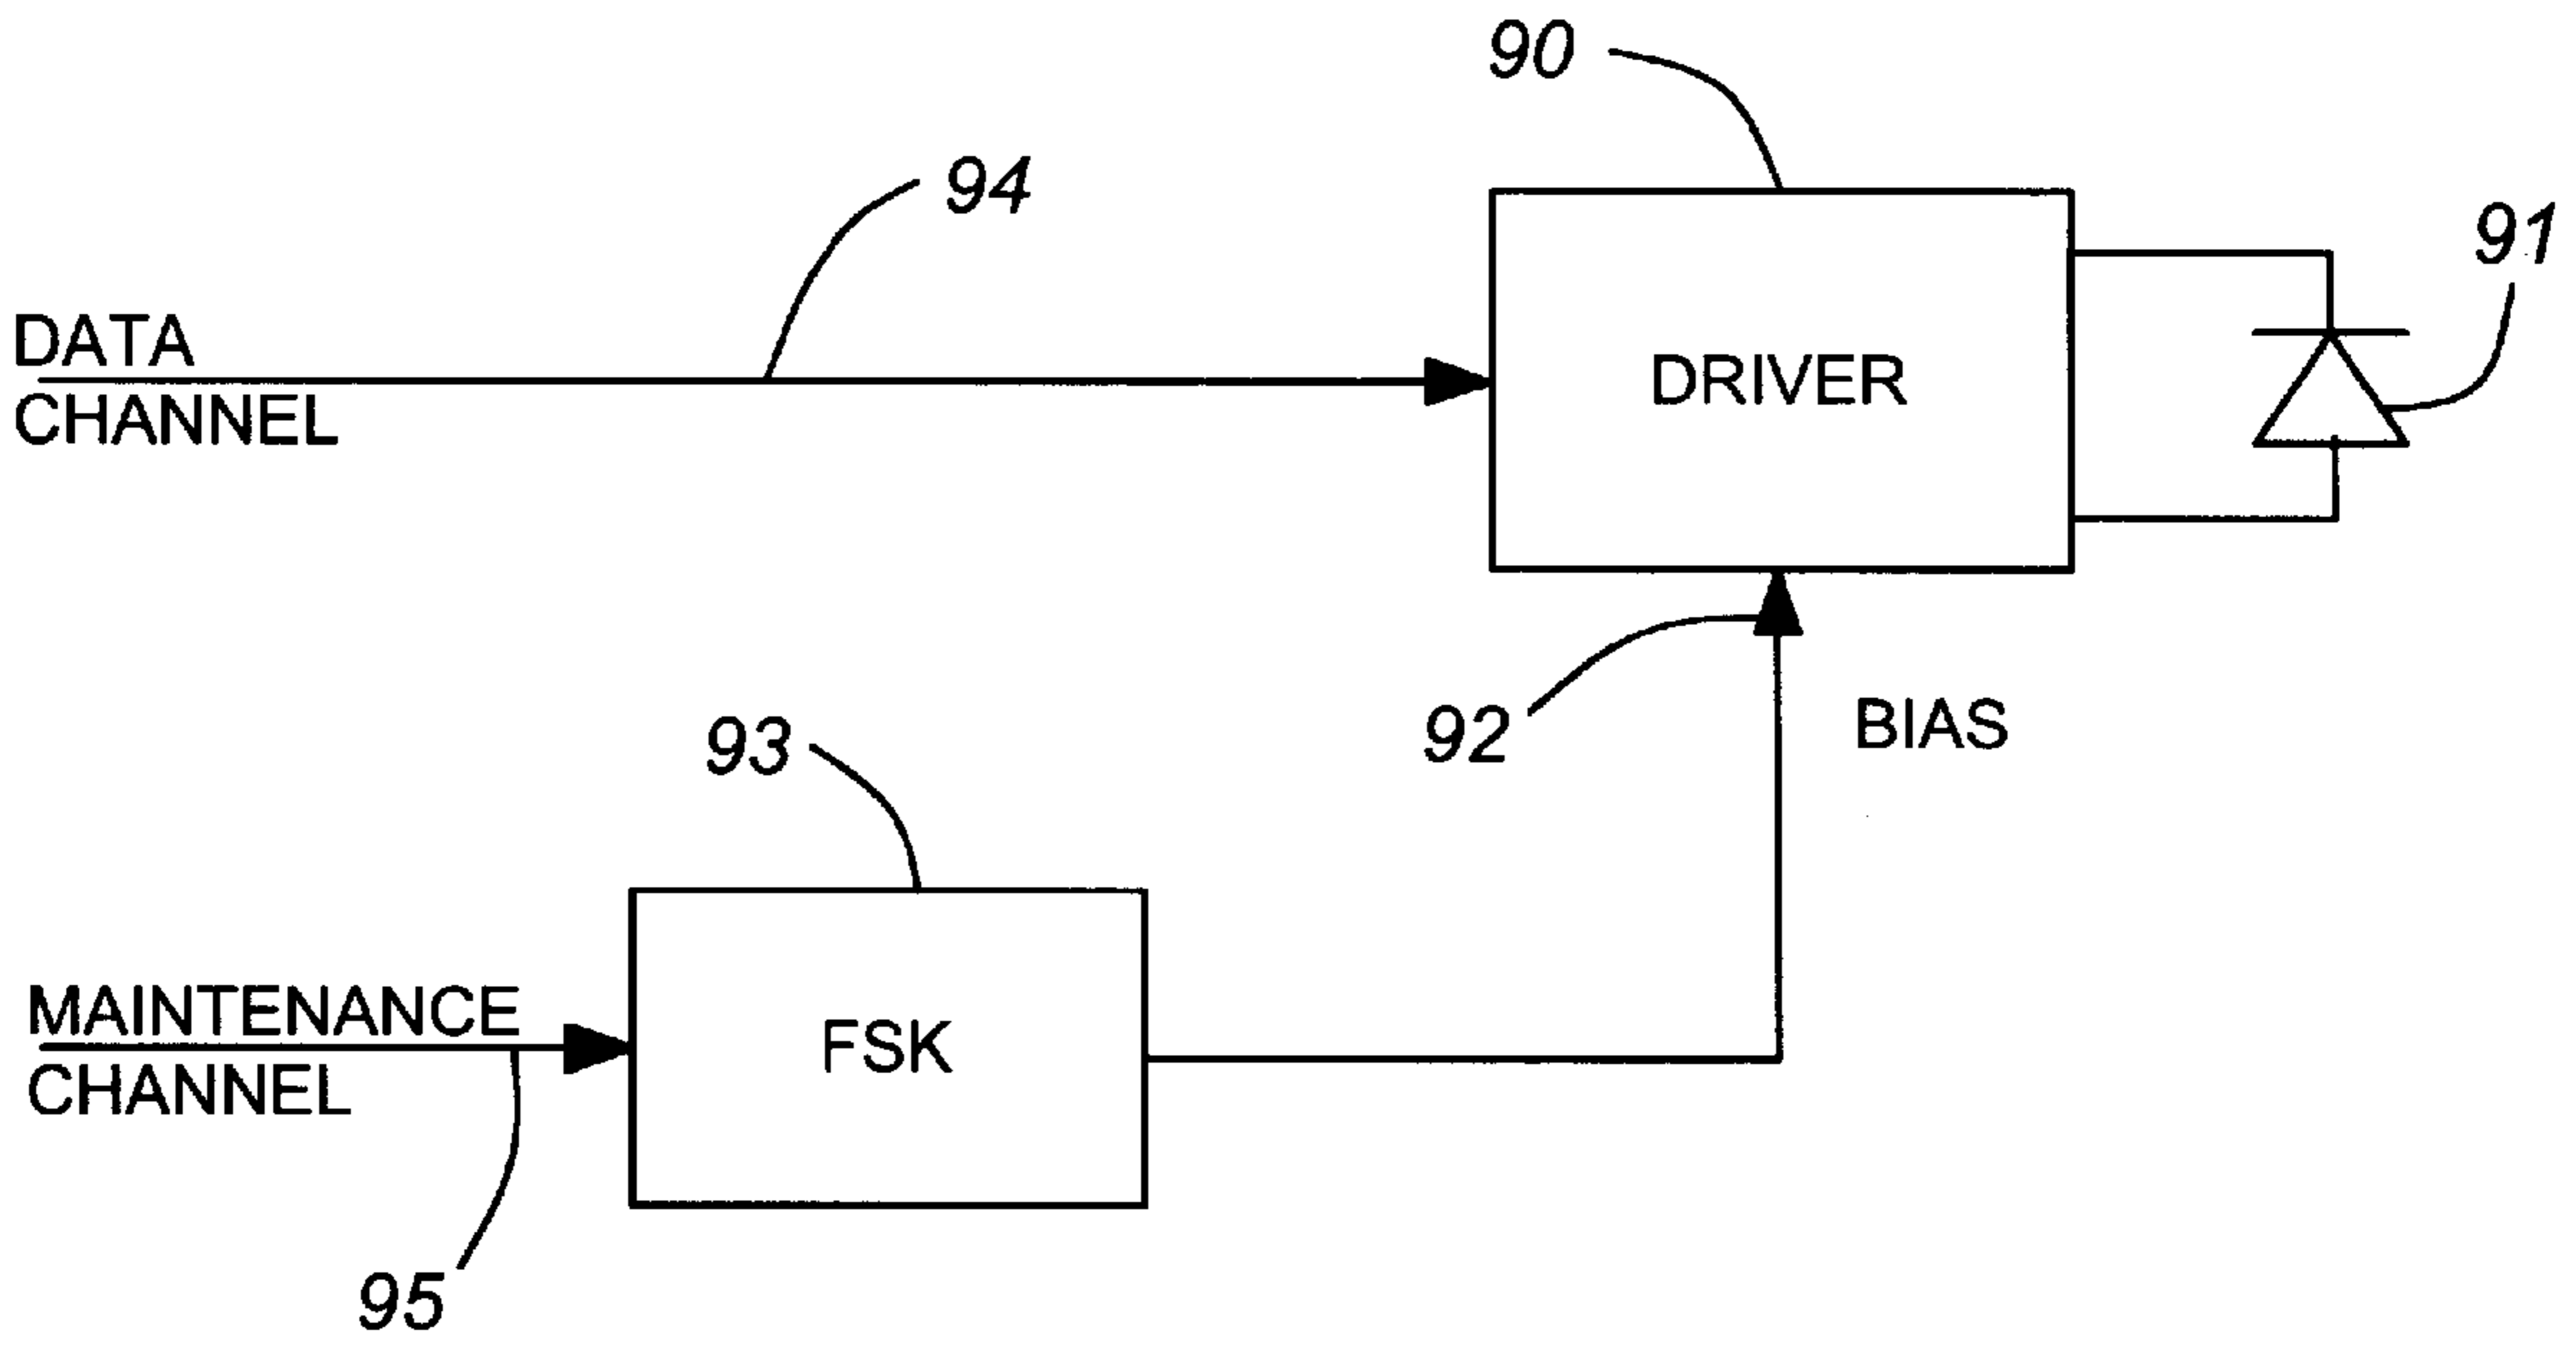 90
94
91
DATA
CHANNEL
DRIVER
92
BIAS
93
MAINTENANCE
CHANNEL
FSK
95